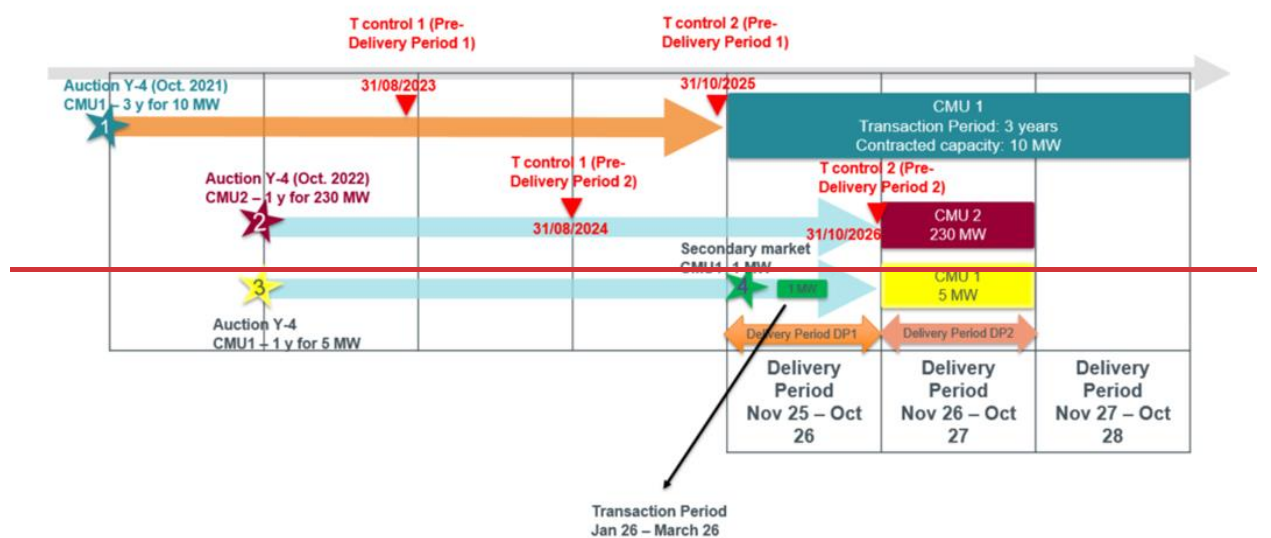 T control 1 (Pre-
Delivery Period 1)
T control 2 (Pre-
Delivery Period 1)
Auction Y-4 (Oct. 2021)
CMU1 – 3 y for 10 MW
31/08/2023
31/10/2025
1
CMU 1
Transaction Period: 3 years
Contracted capacity: 10 MW
T control 1 (Pre-
Delivery Period 2)
T control 2 (Pre-
Delivery Period 2)
Auction Y-4 (Oct. 2022)
CMU2 – 1 y for 230 MW
2
31/08/2024
31/10/2026
CMU 2
230 MW
Secondary market
CMU1- 1 MW
3
4
1 MW
CMU 1
5 MW
Auction Y-4
CMU1 – 1 y for 5 MW
Delivery Period DP1
Delivery Period DP2
Delivery
Period
Nov 25 – Oct
26
Delivery
Period
Nov 26 – Oct
27
Delivery
Period
Nov 27 – Oct
28
Transaction Period
Jan 26 – March 26